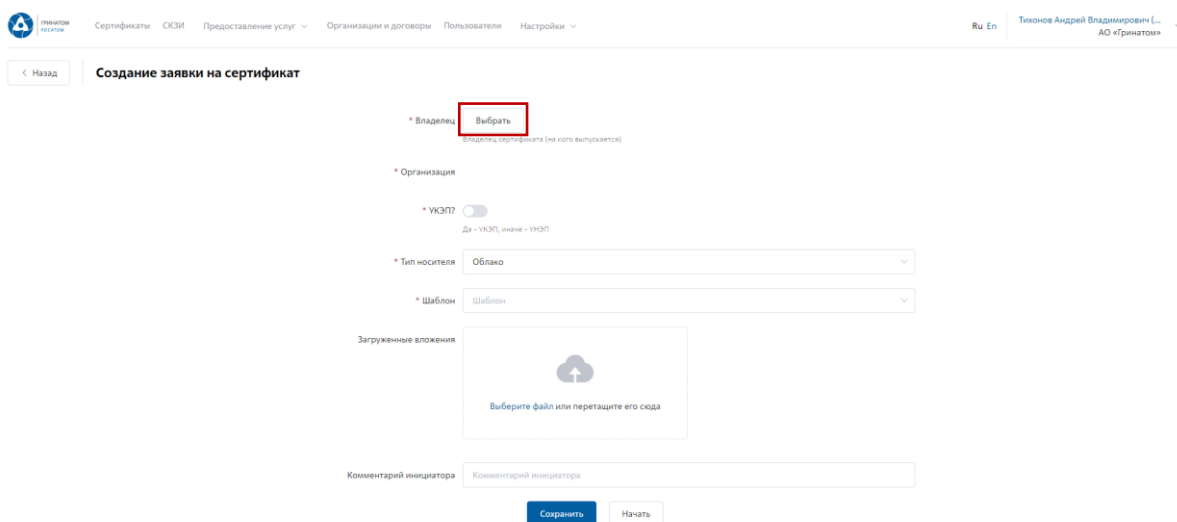 ГРИНАТОМ
РОСАТОМ
Сертификаты СКЗИ Предоставление услуг Организации и договоры Пользователи Настройки
Ru En
Тихонов Андрей Владимирович (...
АО «Гринатом»
< Назад
Создание заявки на сертификат
* Владелец Выбрать
Владелец сертификата (на кого выпускается)
* Организация
* УКЭП?
Да - УКЭП, иначе - УНЭП
* Тип носителя Облако
* Шаблон Шаблон
Загруженные вложения
Выберите файл или перетащите его сюда
Комментарий инициатора Комментарий инициатора
Сохранить Начать